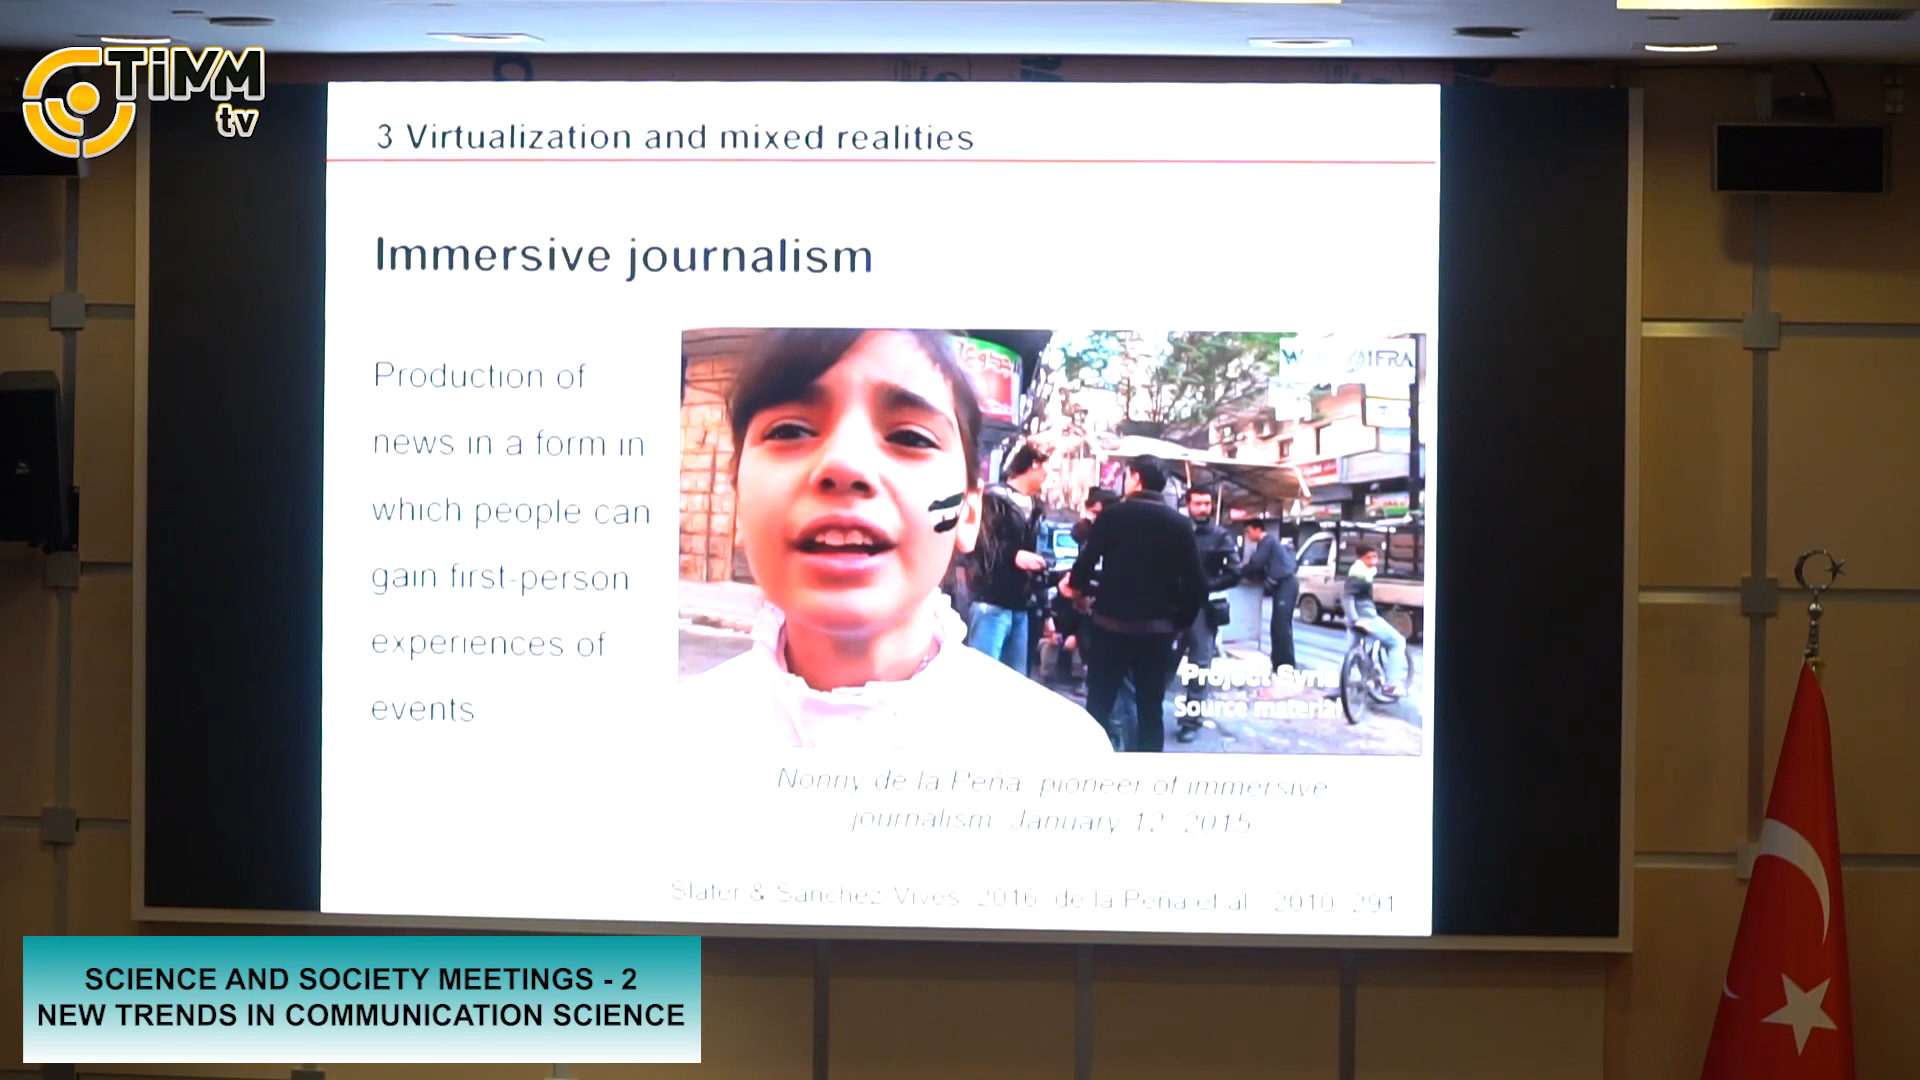 TiMM
tv
3 Virtualization and mixed realities
Immersive journalism
Production of
news in a form in
which people can
gain first-person
experiences of
events
IFRA
Project Syria
Source material
Nonny de la Peña, pioneer of immersive
journalism, January 12, 2015
Slater & Sanchez-Vives, 2016; de la Peña et al., 2010, 291
SCIENCE AND SOCIETY MEETINGS - 2
NEW TRENDS IN COMMUNICATION SCIENCE